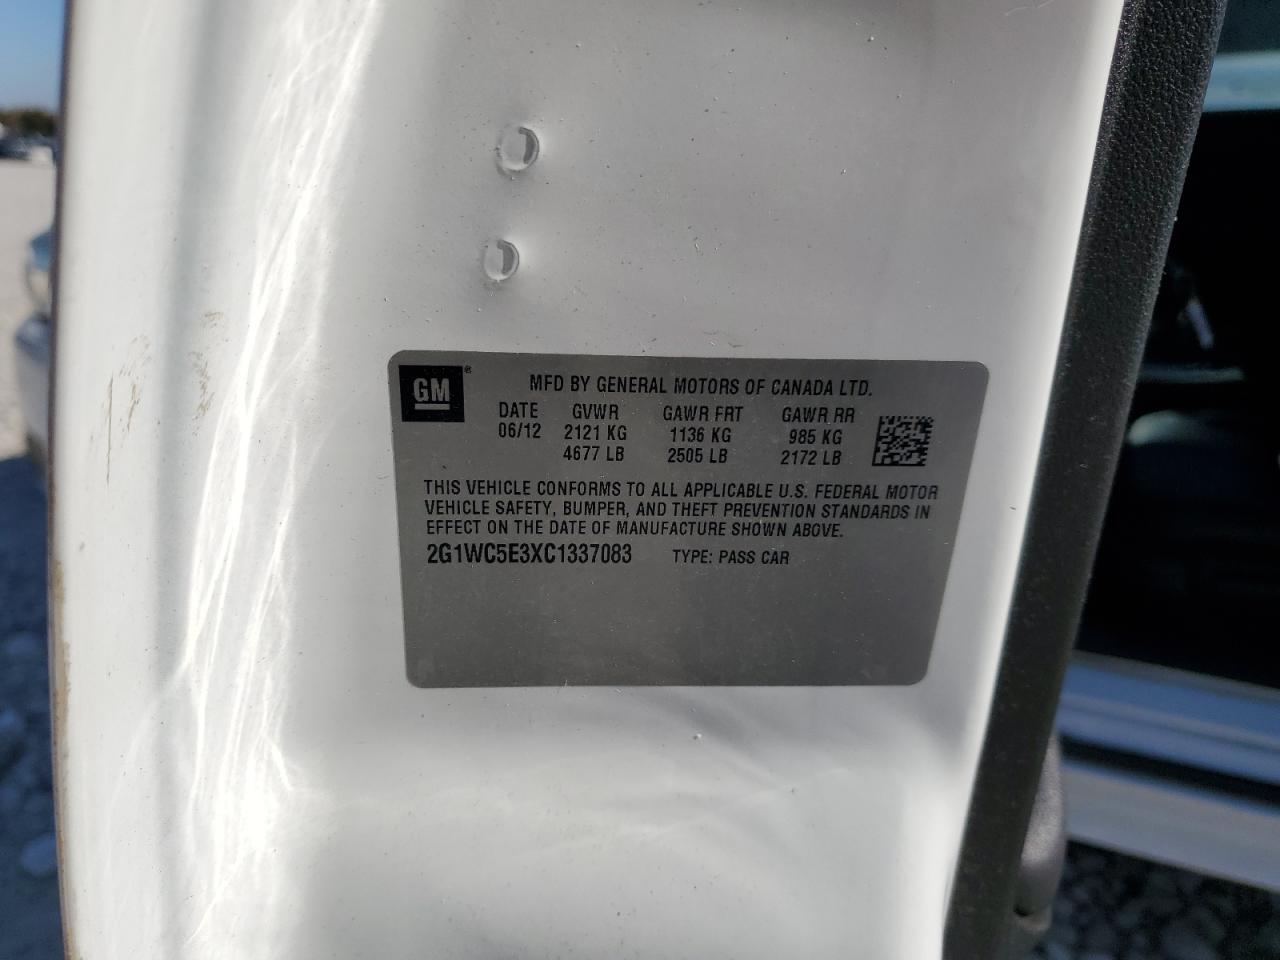 GM®
MFD BY GENERAL MOTORS OF CANADA LTD.
DATE GVWR GAWR FRT GAWR RR
06/12 2121 KG 1136 KG 985 KG
4677 LB 2505 LB 2172 LB
THIS VEHICLE CONFORMS TO ALL APPLICABLE U.S. FEDERAL MOTOR
VEHICLE SAFETY, BUMPER, AND THEFT PREVENTION STANDARDS IN
EFFECT ON THE DATE OF MANUFACTURE SHOWN ABOVE.
2G1WC5E3XC1337083 TYPE: PASS CAR